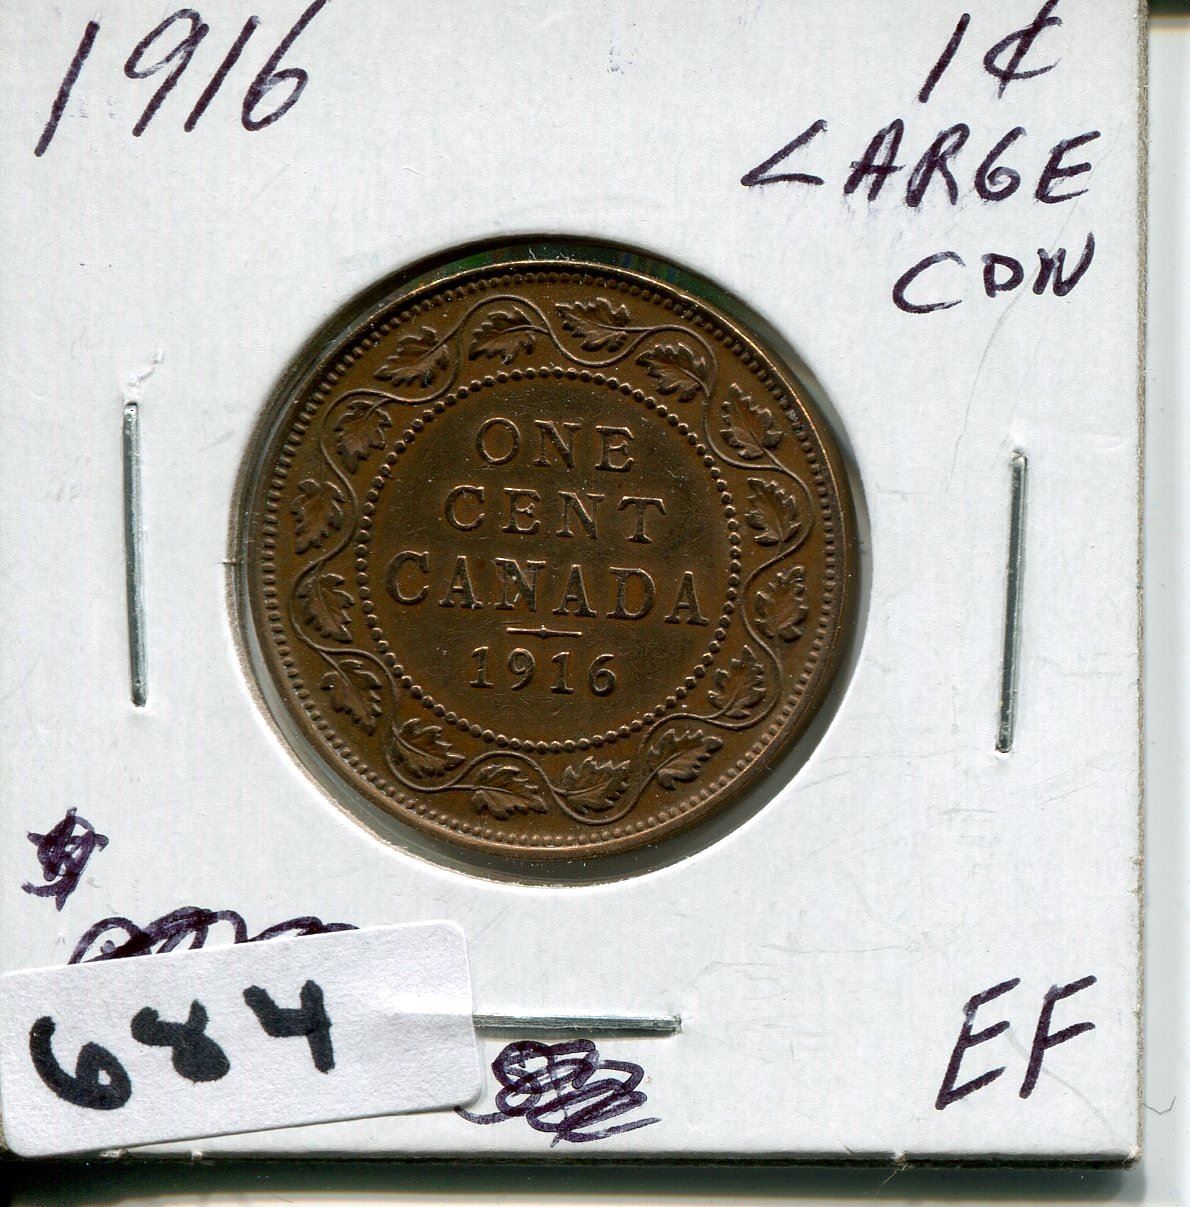 1916
1¢
LARGE
CDN
ONE
CENT
CANADA
1916
$
684
EF